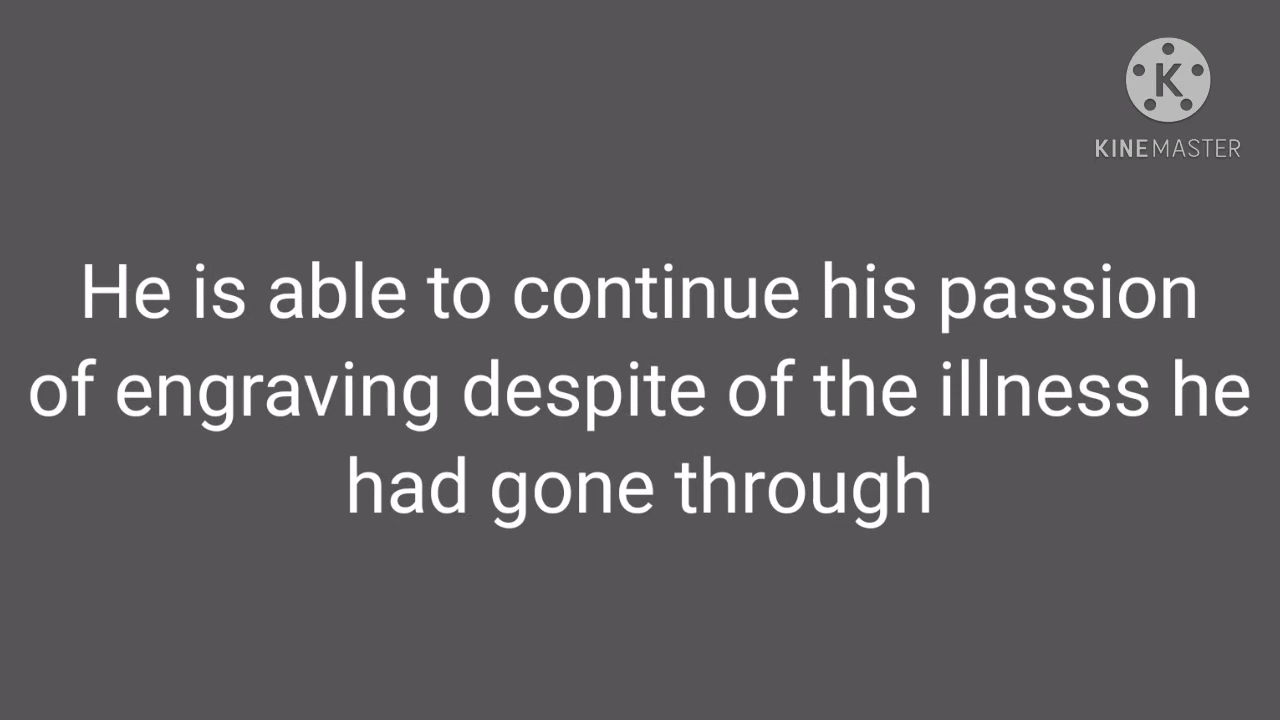 K
KINEMASTER
He is able to continue his passion
of engraving despite of the illness he
had gone through